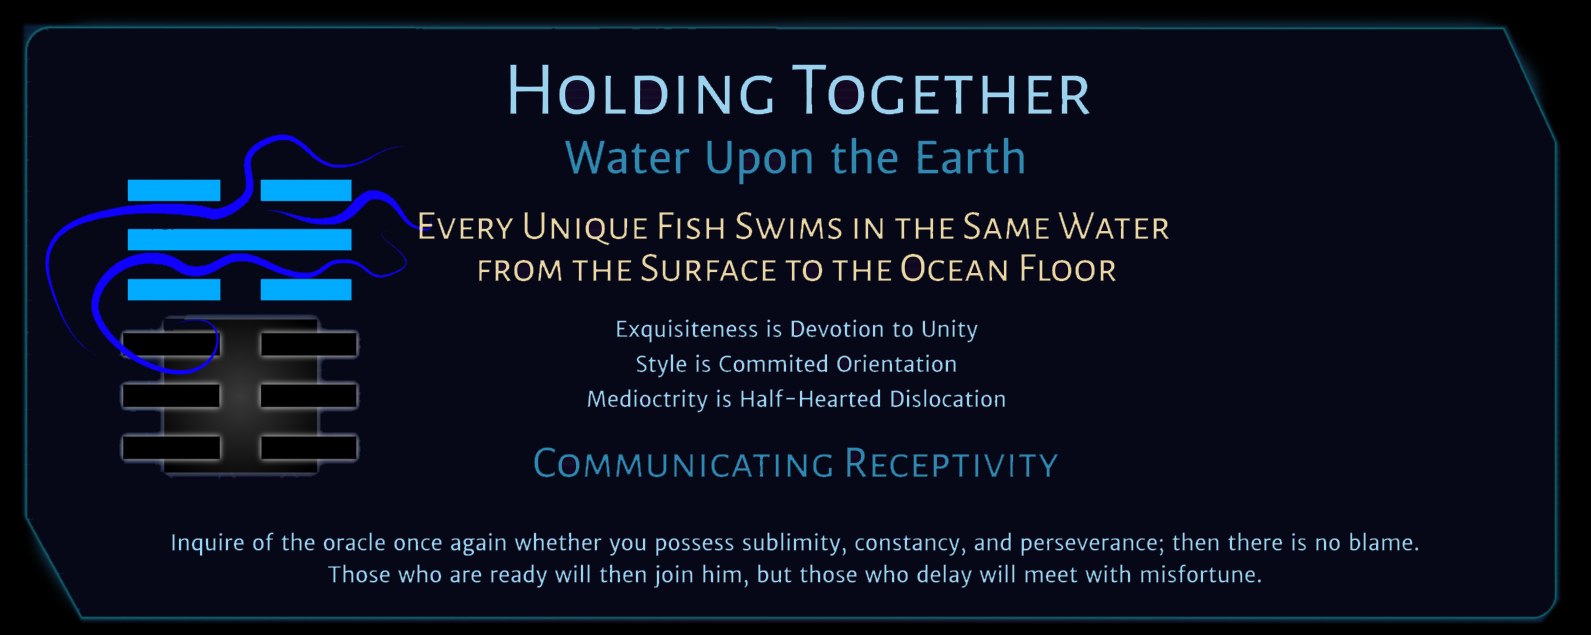 Holding Together
Water Upon the Earth
Every Unique Fish Swims in the Same Water
from the Surface to the Ocean Floor
Exquisiteness is Devotion to Unity
Style is Commited Orientation
Medioctrity is Half-Hearted Dislocation
Communicating Receptivity
Inquire of the oracle once again whether you possess sublimity, constancy, and perseverance; then there is no blame.
Those who are ready will then join him, but those who delay will meet with misfortune.